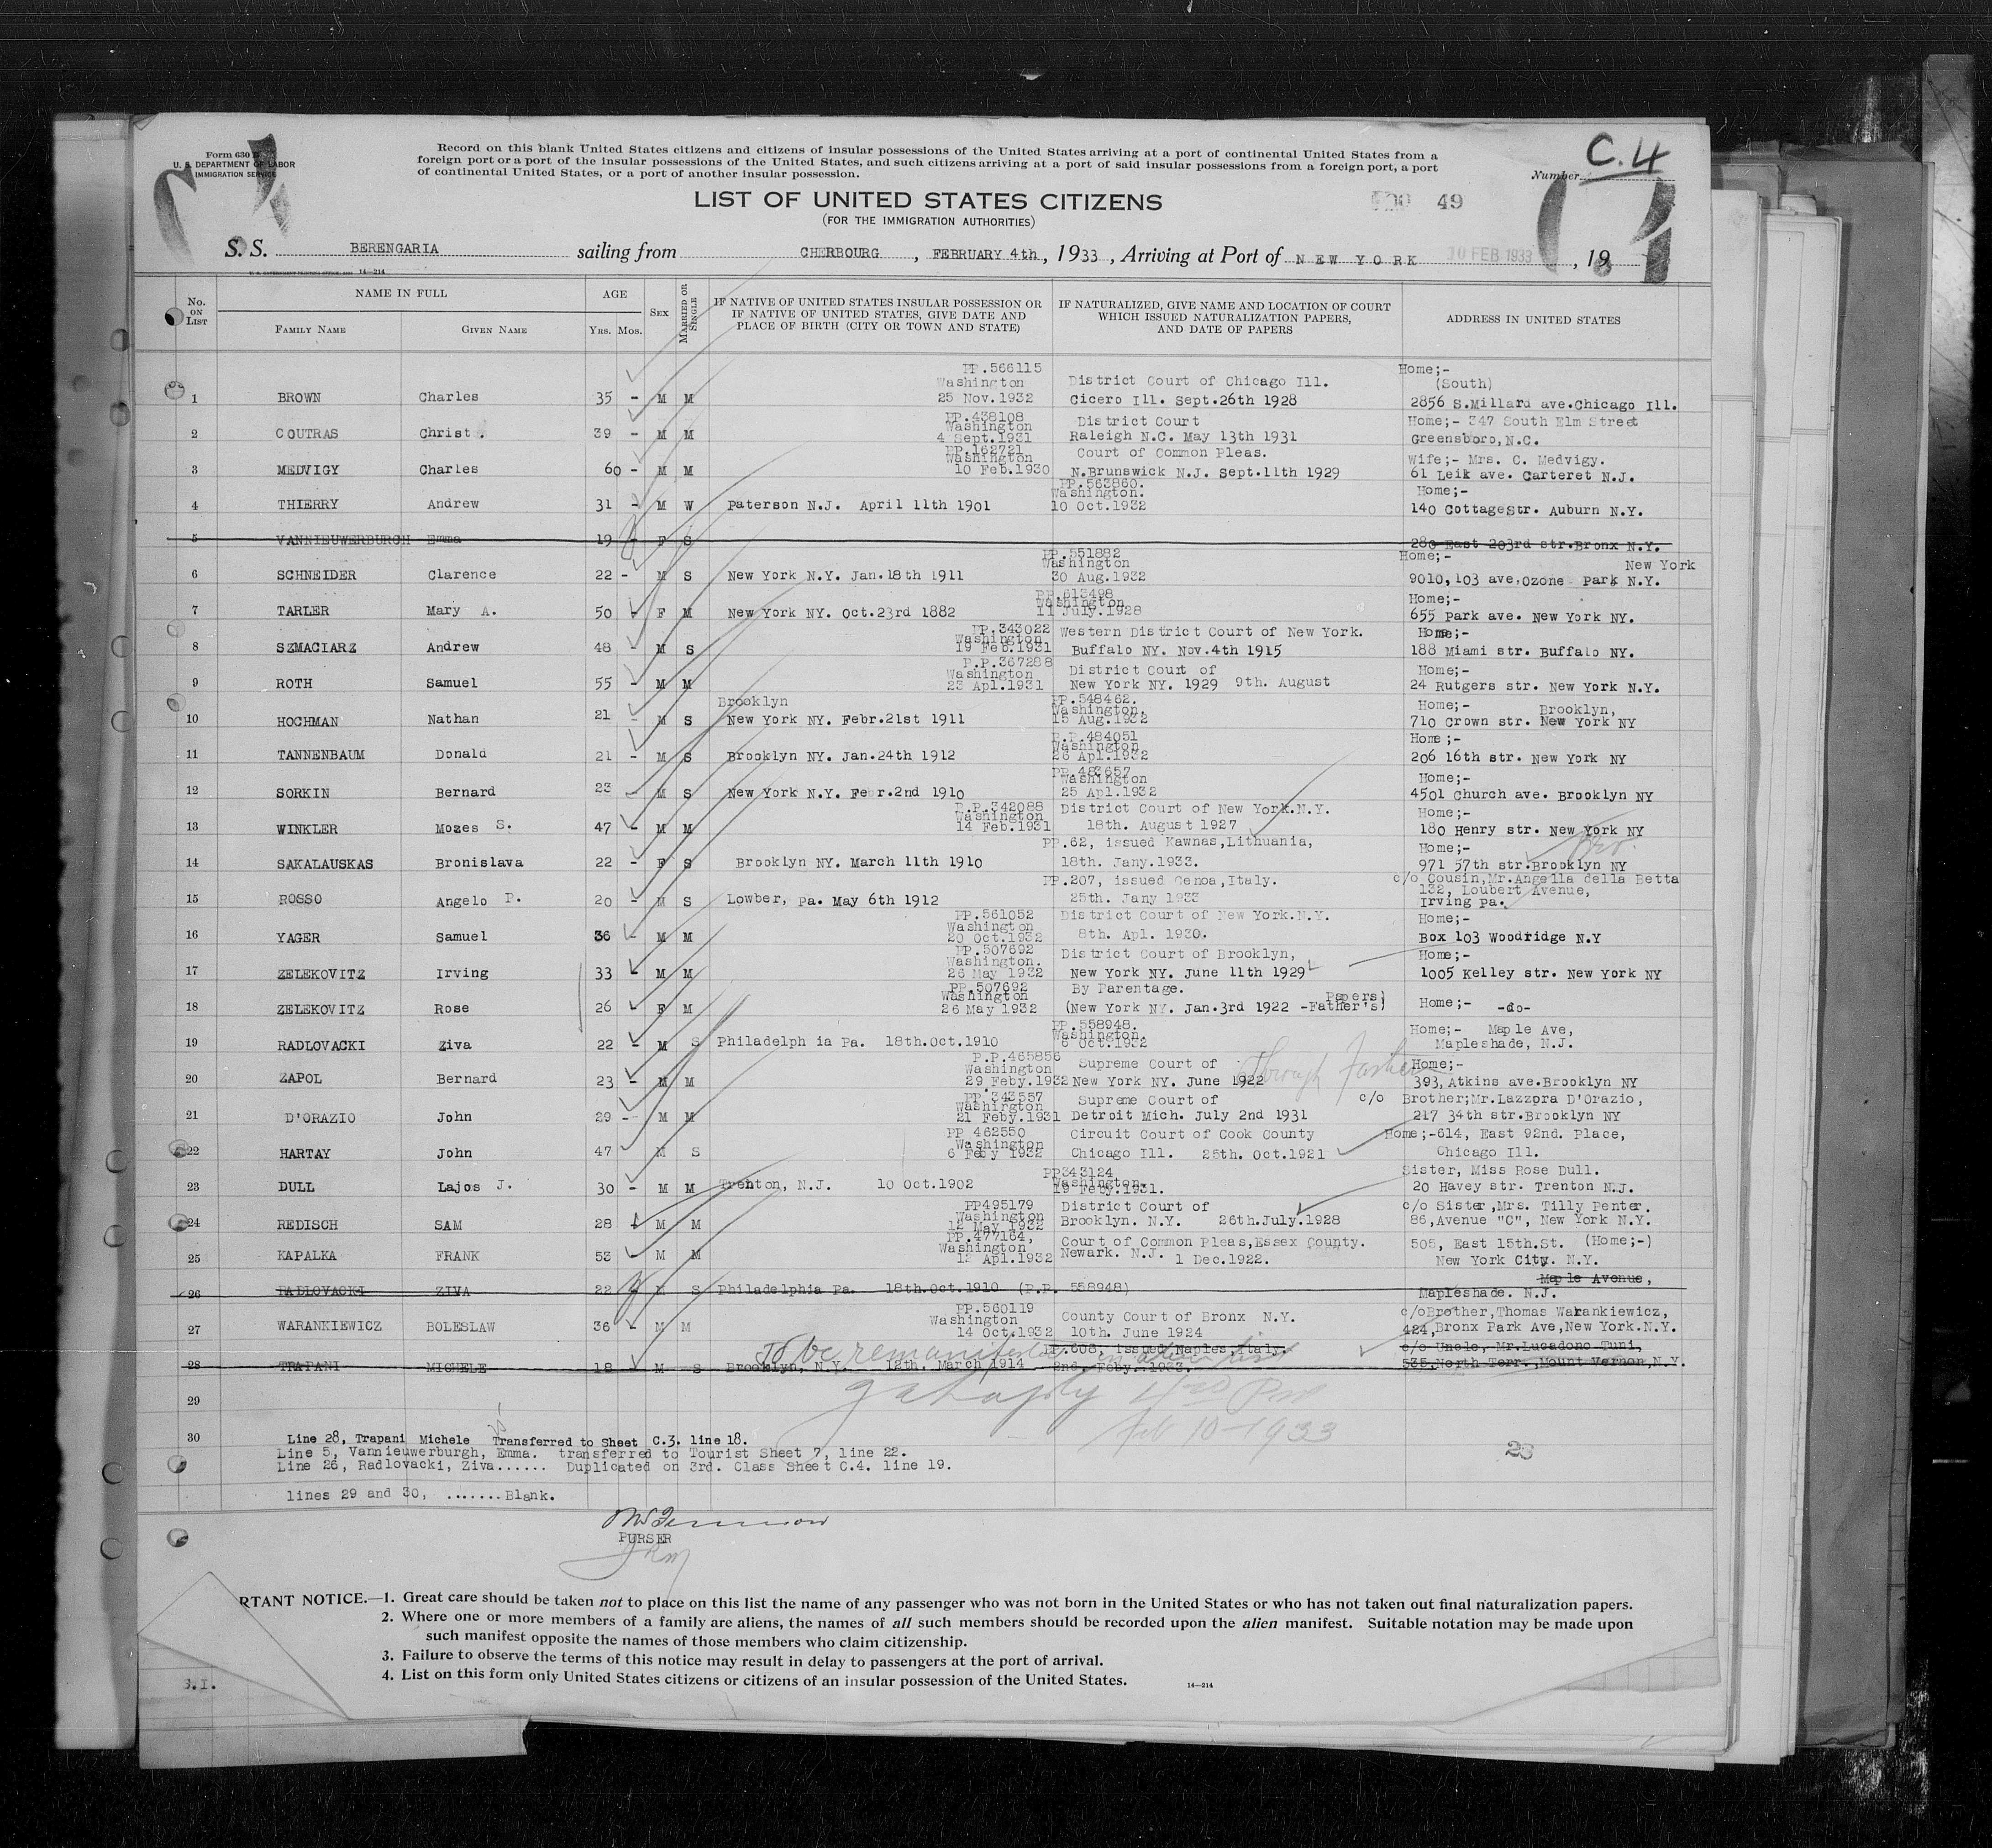 Form 630 B
U. S. DEPARTMENT OF LABOR
IMMIGRATION SERVICE
Record on this blank United States citizens and citizens of insular possessions of the United States arriving at a port of continental United States from a
foreign port or a port of the insular possessions of the United States, and such citizens arriving at a port of said insular possessions from a foreign port, a port
of continental United States, or a port of another insular possession.
Number C.4
LIST OF UNITED STATES CITIZENS
(FOR THE IMMIGRATION AUTHORITIES)
49
S. S. BERENGARIA sailing from CHERBOURG, FEBRUARY 4th, 1933, Arriving at Port of NEW YORK 10 FEB 1933, 19
14—214
No. ON LIST
NAME IN FULL
FAMILY NAME GIVEN NAME
AGE
Yrs. Mos.
SEX
MARRIED OR SINGLE
IF NATIVE OF UNITED STATES INSULAR POSSESSION OR
IF NATIVE OF UNITED STATES, GIVE DATE AND
PLACE OF BIRTH (CITY OR TOWN AND STATE)
IF NATURALIZED, GIVE NAME AND LOCATION OF COURT
WHICH ISSUED NATURALIZATION PAPERS,
AND DATE OF PAPERS
ADDRESS IN UNITED STATES
PP.566115 Home;-
Washington District Court of Chicago Ill. (South)
1 BROWN Charles 35 - M M 25 Nov.1932 Cicero Ill. Sept.26th 1928 2856 S.Millard ave.Chicago Ill.
PP.438108 District Court Home;- 347 South Elm Street
Washington
2 COUTRAS Christ. 39 - M M 4 Sept.1931 Raleigh N.C. May 13th 1931 Greensboro,N.C.
PP.162721 Court of Common Pleas. Wife;- Mrs. C. Medvigy.
Washington
3 MEDVIGY Charles 60 - M M 10 Feb.1930 N.Brunswick N.J. Sept.11th 1929 61 Leik ave. Carteret N.J.
PP.563860. Home;-
Washington.
4 THIERRY Andrew 31 - M W Paterson N.J. April 11th 1901 10 Oct.1932 140 Cottagestr. Auburn N.Y.
5 VANNIEUWERBURGH Emma 19 - F S 280 East 203rd str.Bronx N.Y.
PP.551882 Home;-
Washington New York
6 SCHNEIDER Clarence 22 - M S New York N.Y. Jan.18th 1911 30 Aug.1932 9010,103 ave,Ozone Park N.Y.
PP.613498 Home;-
Washington
7 TARLER Mary A. 50 - F M New York NY. Oct.23rd 1882 11 July.1928 655 Park ave. New York NY.
PP.343022 Western District Court of New York. Home;-
Washington
8 SZMACIARZ Andrew 48 - M S 19 Feb.1931 Buffalo NY. Nov.4th 1915 188 Miami str. Buffalo NY.
P.P.367288 District Court of Home;-
Washington
9 ROTH Samuel 55 - M M 23 Apl.1931 New York NY. 1929 9th. August 24 Rutgers str. New York N.Y.
Brooklyn PP.548462. Home;- Brooklyn,
Washington,
10 HOCHMAN Nathan 21 - M S New York NY. Febr.21st 1911 15 Aug.1932 710 Crown str. New York NY
P.P.484051 Home;-
Washington
11 TANNENBAUM Donald 21 - M S Brooklyn NY. Jan.24th 1912 26 Apl.1932 206 16th str. New York NY
PP.483657 Home;-
Washington
12 SORKIN Bernard 23 - M S New York N.Y. Febr.2nd 1910 25 Apl.1932 4501 Church ave. Brooklyn NY
P.P.342088 District Court of New York.N.Y. Home;-
Washington
13 WINKLER Mozes S. 47 - M M 14 Feb.1931 18th. August 1927 180 Henry str. New York NY
PP.62, issued Kawnas,Lithuania, Home;-
14 SAKALAUSKAS Bronislava 22 - F S Brooklyn NY. March 11th 1910 18th. Jany.1933. 971 57th str.Brooklyn NY
PP.207, issued Genoa,Italy. c/o Cousin,Mr.Angella della Betta
132, Loubert Avenue,
15 ROSSO Angelo P. 20 - M S Lowber, Pa. May 6th 1912 25th. Jany 1933 Irving Pa.
PP.561052 District Court of New York.N.Y. Home;-
Washington
16 YAGER Samuel 36 - M M 20 Oct.1932 8th. Apl. 1930. Box 103 Woodridge N.Y
PP.507692 District Court of Brooklyn, Home;-
Washington.
17 ZELEKOVITZ Irving 33 - M M 26 May 1932 New York NY. June 11th 1929 1005 Kelley str. New York NY
PP.507692 By Parentage.
Washington Papers)
18 ZELEKOVITZ Rose 26 - F M 26 May 1932 (New York NY. Jan.3rd 1922 -Father's Home;- -do-
PP.558948. Home;- Maple Ave,
Washington.
19 RADLOVACKI Ziva 22 - M S Philadelphia Pa. 18th.Oct.1910 6 Oct.1932 Mapleshade, N.J.
P.P.465856 Supreme Court of through Father Home;-
Washington
20 ZAPOL Bernard 23 - M M 29 Feby.1932 New York NY. June 1922 393,Atkins ave.Brooklyn NY
PP.343557 Supreme Court of c/o Brother;Mr.Lazzora D'Orazio,
Washington
21 D'ORAZIO John 29 - M M 21 Feby.1931 Detroit Mich. July 2nd 1931 217 34th str.Brooklyn NY
PP 462550 Circuit Court of Cook County Home;-614, East 92nd. Place,
Washington
22 HARTAY John 47 M S 6 Feby 1932 Chicago Ill. 25th. Oct.1921 Chicago Ill.
PP343124 Sister, Miss Rose Dull.
Washington.
23 DULL Lajos J. 30 - M M Trenton, N.J. 10 Oct.1902 19 Feby.1931. 20 Havey str. Trenton N.J.
PP495179 District Court of c/o Sister,Mrs. Tilly Penter.
Washington
24 REDISCH SAM 28 - M M 12 May 1932 Brooklyn. N.Y. 26th.July.1928 86,Avenue "C", New York N.Y.
PP.477164, Court of Common Pleas,Essex County. 505, East 15th.St. (Home;-)
Washington
25 KAPALKA FRANK 53 M M 12 Apl.1932 Newark. N.J. 1 Dec.1922. New York City. N.Y.
Maple Avenue,
26 RADLOVACKI ZIVA 22 M S Philadelphia Pa. 18th.Oct.1910 (P.P. 558948) Mapleshade. N.J.
PP.560119 County Court of Bronx N.Y. c/oBrother,Thomas Warankiewicz,
Washington
27 WARANKIEWICZ BOLESLAW 36 - M M 14 Oct.1932 10th. June 1924 424,Bronx Park Ave,New York.N.Y.
To be remanifested on alien list
PP.608, issued Naples,Italy. c/o Uncle, Mr.Lucadono Tuni,
28 TRAPANI MICHELE 18 M S Brooklyn, N.Y. 12th. March 1914 2nd. Feby. 1933. 535,North Terr.,Mount Vernon,N.Y.
29
4 30 Pm
Feb 10-1933
30 Line 28, Trapani Michele Transferred to Sheet C.3. line 18.
Line 5, Vannieuwerburgh, Emma. transferred to Tourist Sheet 7, line 22.
Line 26, Radlovacki, Ziva...... Duplicated on 3rd. Class Sheet C.4. line 19.
lines 29 and 30, .......Blank.
PURSER
RTANT NOTICE.—1. Great care should be taken not to place on this list the name of any passenger who was not born in the United States or who has not taken out final naturalization papers.
2. Where one or more members of a family are aliens, the names of all such members should be recorded upon the alien manifest. Suitable notation may be made upon
such manifest opposite the names of those members who claim citizenship.
3. Failure to observe the terms of this notice may result in delay to passengers at the port of arrival.
4. List on this form only United States citizens or citizens of an insular possession of the United States.
14—214